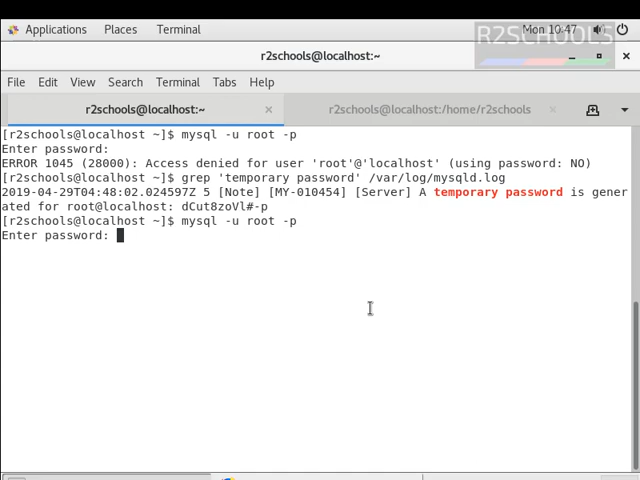 Applications Places Terminal Mon 10:47
R2SCHOOLS
r2schools@localhost:~
File Edit View Search Terminal Tabs Help
r2schools@localhost:~ × r2schools@localhost:/home/r2schools ×
[r2schools@localhost ~]$ mysql -u root -p
Enter password:
ERROR 1045 (28000): Access denied for user 'root'@'localhost' (using password: NO)
[r2schools@localhost ~]$ grep 'temporary password' /var/log/mysqld.log
2019-04-29T04:48:02.024597Z 5 [Note] [MY-010454] [Server] A temporary password is gener
ated for root@localhost: dCut8zoVl#-p
[r2schools@localhost ~]$ mysql -u root -p
Enter password: